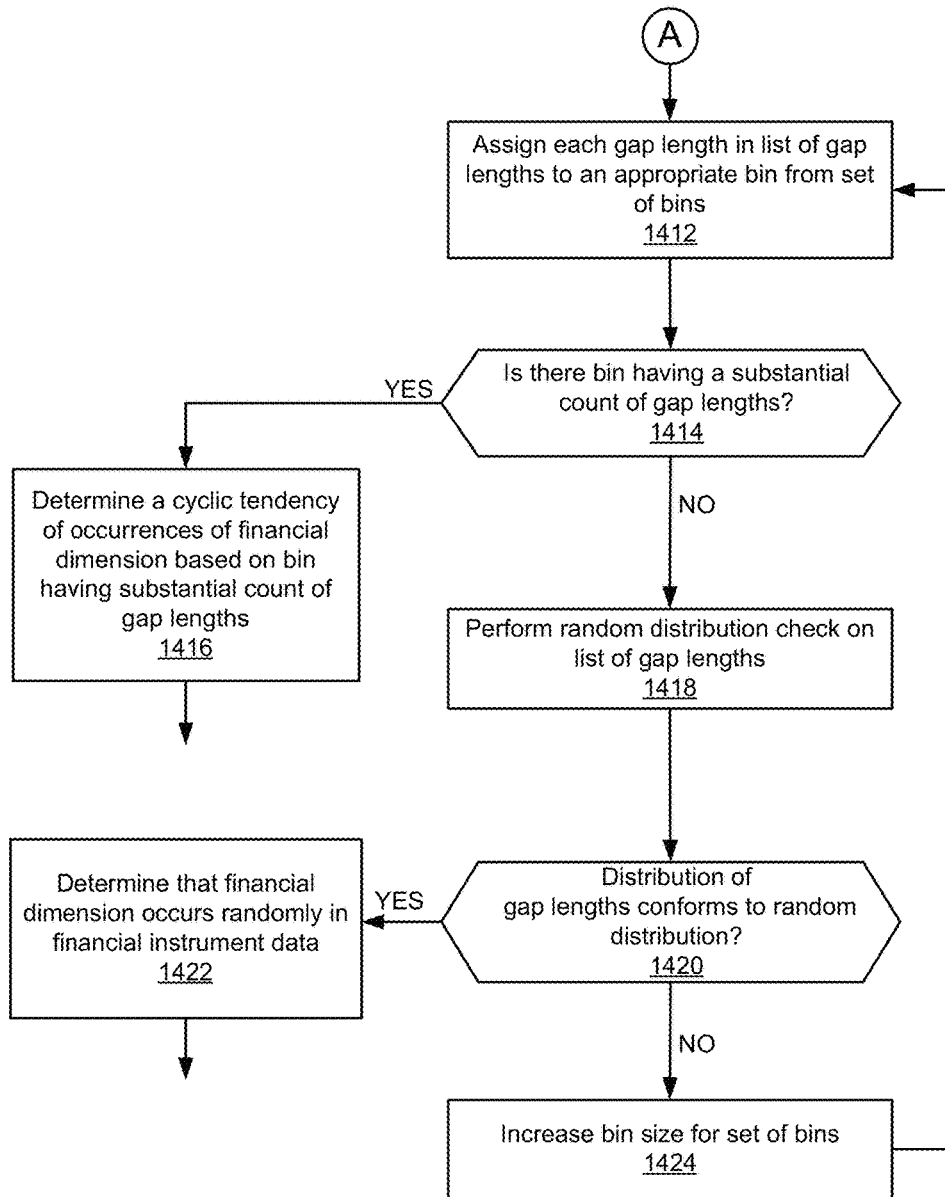 A
Assign each gap length in list of gap
lengths to an appropriate bin from set
of bins
1412
Is there bin having a substantial
count of gap lengths?
1414
YES
NO
Determine a cyclic tendency
of occurrences of financial
dimension based on bin
having substantial count of
gap lengths
1416
Perform random distribution check on
list of gap lengths
1418
Distribution of
gap lengths conforms to random
distribution?
1420
YES
NO
Determine that financial
dimension occurs randomly in
financial instrument data
1422
Increase bin size for set of bins
1424